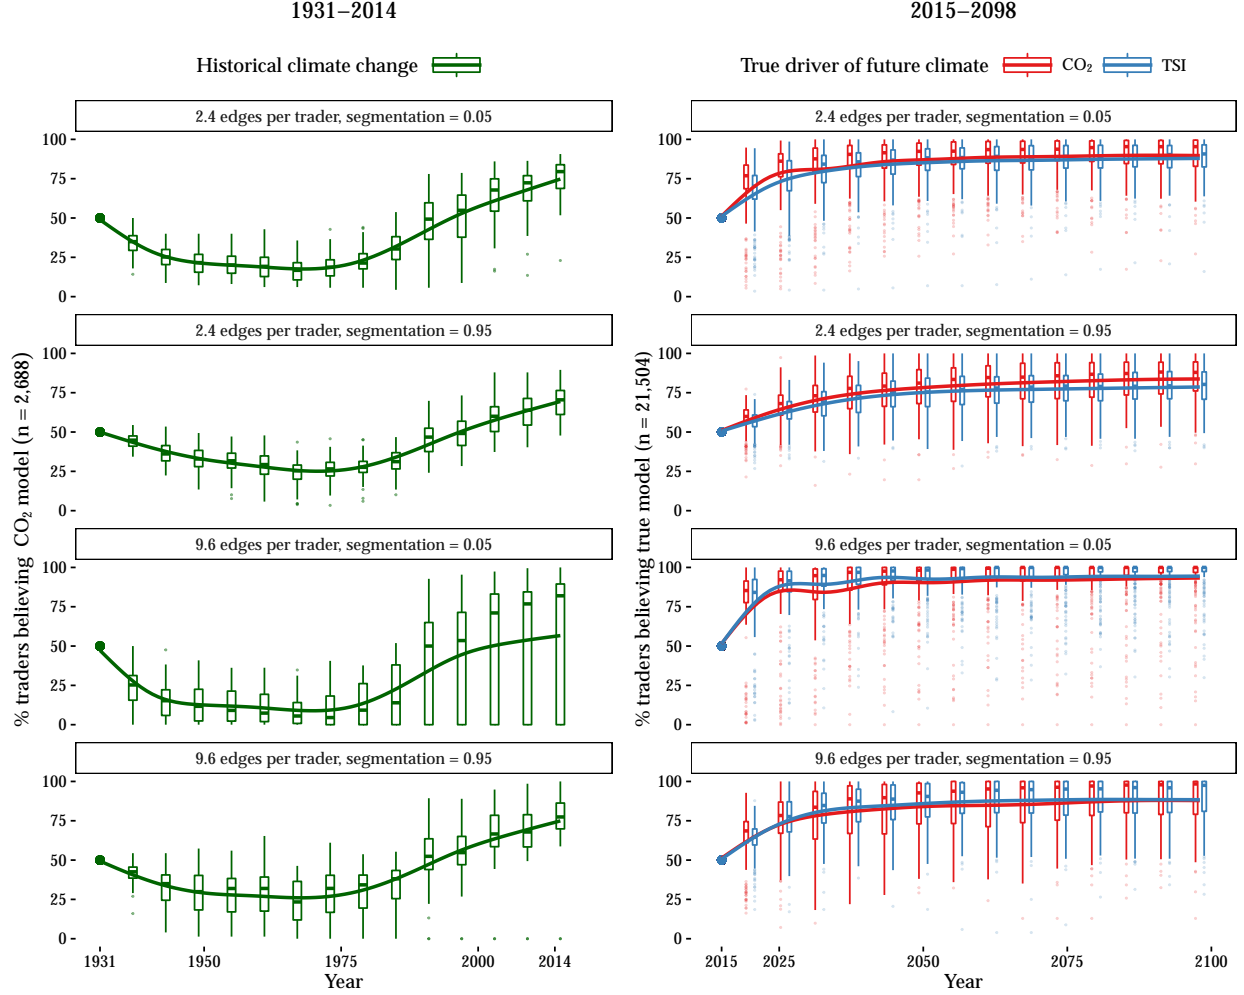 1931–2014
2015–2098
Historical climate change
True driver of future climate
CO₂
TSI
% traders believing CO₂ model (n = 2,688)
2.4 edges per trader, segmentation = 0.05
100
75
50
25
0
2.4 edges per trader, segmentation = 0.95
100
75
50
25
0
9.6 edges per trader, segmentation = 0.05
100
75
50
25
0
9.6 edges per trader, segmentation = 0.95
100
75
50
25
0
1931 1950 1975 2000 2014
Year
% traders believing true model (n = 21,504)
2.4 edges per trader, segmentation = 0.05
100
75
50
25
0
2.4 edges per trader, segmentation = 0.95
100
75
50
25
0
9.6 edges per trader, segmentation = 0.05
100
75
50
25
0
9.6 edges per trader, segmentation = 0.95
100
75
50
25
0
2015 2025 2050 2075 2100
Year